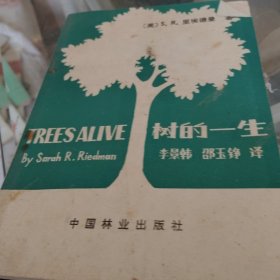 (美) S. R. 里埃德曼
TREES ALIVE
By Sarah R. Riedman
树的一生
李景韩 邵玉铮 译
中国林业出版社